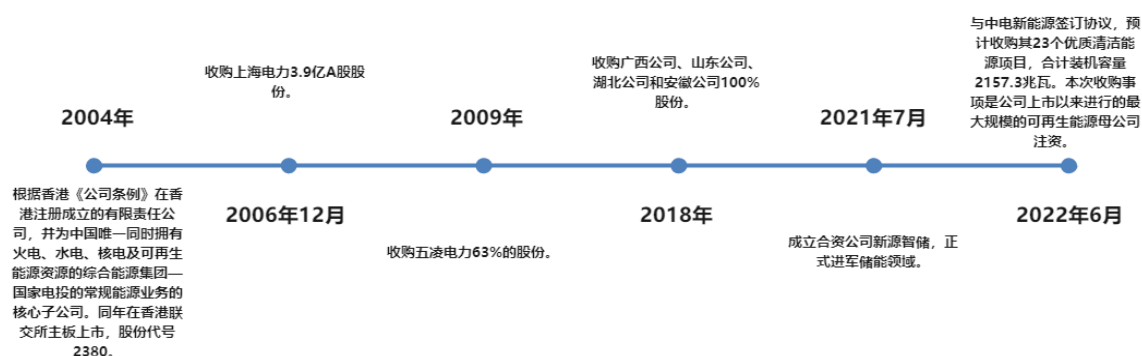 2004年
根据香港《公司条例》在香
港注册成立的有限责任公
司，并为中国唯一同时拥有
火电、水电、核电及可再生
能源资源的综合能源集团—
国家电投的常规能源业务的
核心子公司。同年在香港联
交所主板上市，股份代号
2380。
收购上海电力3.9亿A股股
份。
2006年12月
2009年
收购五凌电力63%的股份。
收购广西公司、山东公司、
湖北公司和安徽公司100%
股份。
2018年
2021年7月
成立合资公司新源智储，正
式进军储能领域。
与中电新能源签订协议，预
计收购其23个优质清洁能
源项目，合计装机容量
2157.3兆瓦。本次收购事
项是公司上市以来进行的最
大规模的可再生能源母公司
注资。
2022年6月